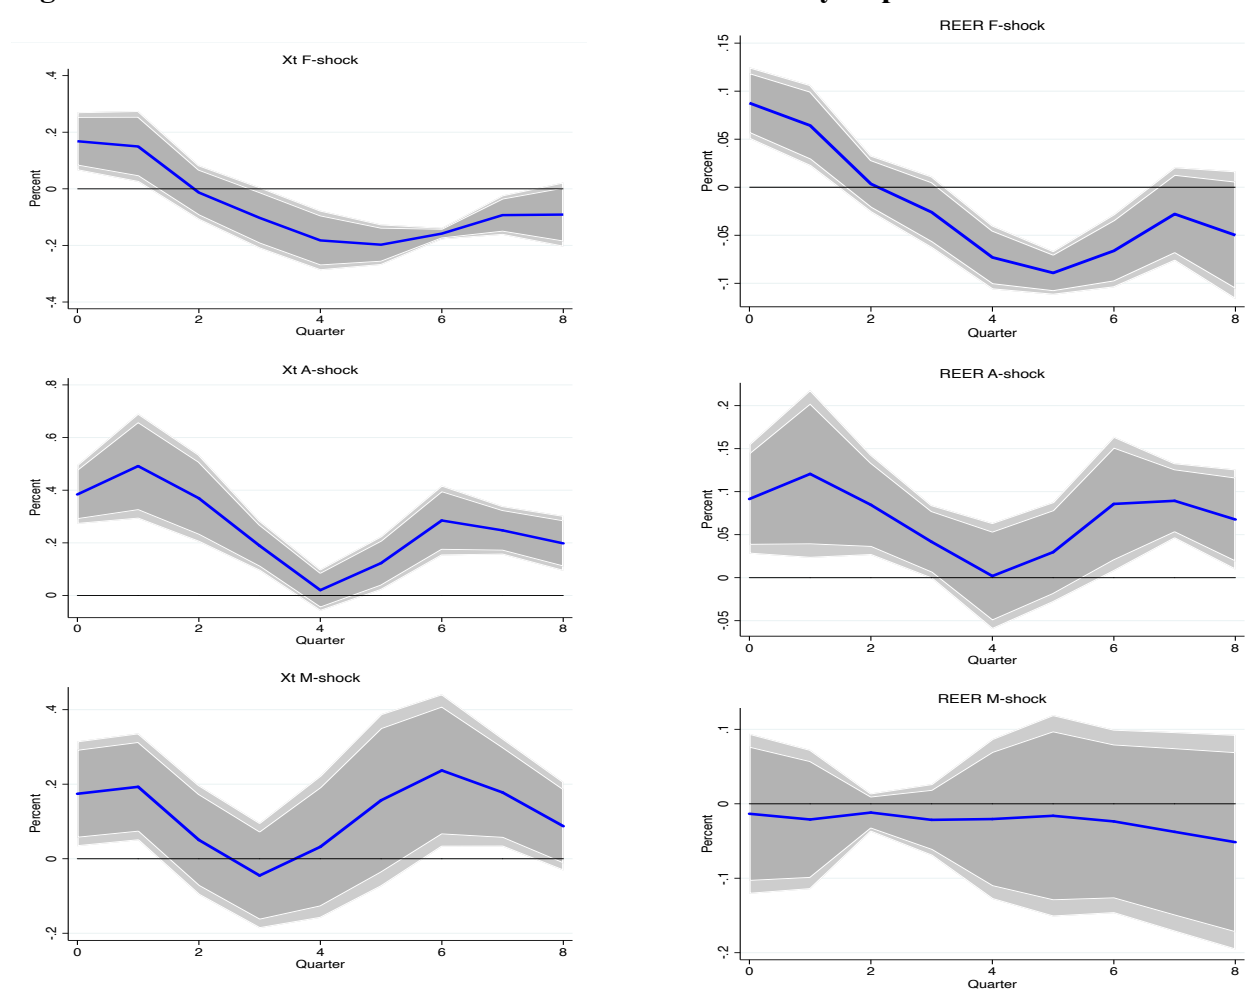 Xt F-shock
.4
.2
0
-.2
-.4
Percent
0 2 4 6 8
Quarter
REER F-shock
.15
.1
.05
0
-.05
-.1
Percent
0 2 4 6 8
Quarter
Xt A-shock
.8
.6
.4
.2
0
Percent
0 2 4 6 8
Quarter
REER A-shock
.2
.15
.1
.05
0
-.05
Percent
0 2 4 6 8
Quarter
Xt M-shock
.4
.2
0
-.2
Percent
0 2 4 6 8
Quarter
REER M-shock
.1
0
-.1
-.2
Percent
0 2 4 6 8
Quarter